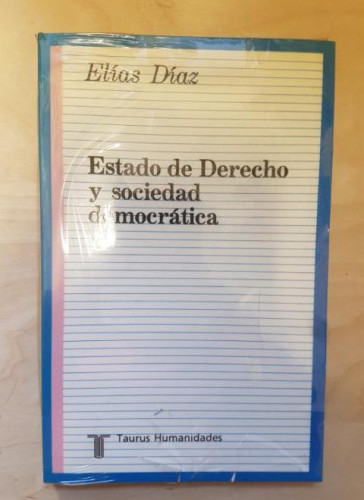 Elías Díaz
Estado de Derecho
y sociedad
democrática
Taurus Humanidades